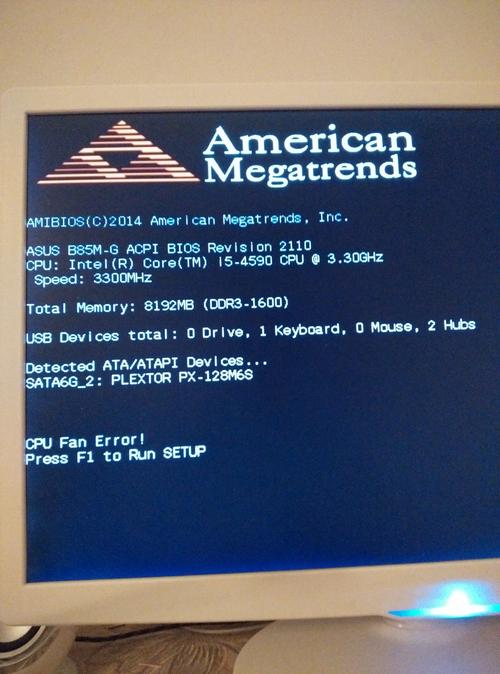 American
Megatrends
AMIBIOS(C)2014 American Megatrends, Inc.
ASUS B85M-G ACPI BIOS Revision 2110
CPU: Intel(R) Core(TM) i5-4590 CPU @ 3.30GHz
Speed: 3300MHz
Total Memory: 8192MB (DDR3-1600)
USB Devices total: 0 Drive, 1 Keyboard, 0 Mouse, 2 Hubs
Detected ATA/ATAPI Devices...
SATA6G_2: PLEXTOR PX-128M6S
CPU Fan Error!
Press F1 to Run SETUP